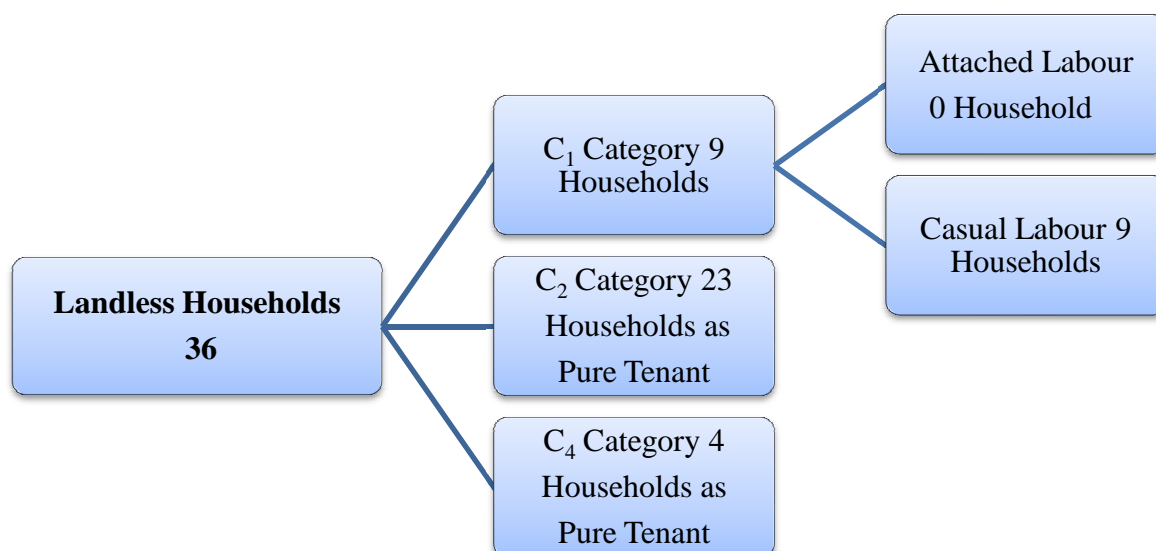 Landless Households
36
C₁ Category 9
Households
C₂ Category 23
Households as
Pure Tenant
C₄ Category 4
Households as
Pure Tenant
Attached Labour
0 Household
Casual Labour 9
Households